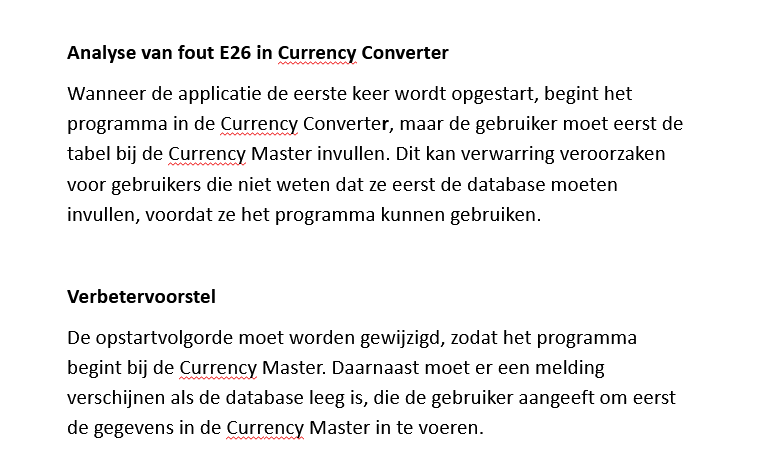 Analyse van fout E26 in Currency Converter
Wanneer de applicatie de eerste keer wordt opgestart, begint het
programma in de Currency Converter, maar de gebruiker moet eerst de
tabel bij de Currency Master invullen. Dit kan verwarring veroorzaken
voor gebruikers die niet weten dat ze eerst de database moeten
invullen, voordat ze het programma kunnen gebruiken.
Verbetervoorstel
De opstartvolgorde moet worden gewijzigd, zodat het programma
begint bij de Currency Master. Daarnaast moet er een melding
verschijnen als de database leeg is, die de gebruiker aangeeft om eerst
de gegevens in de Currency Master in te voeren.